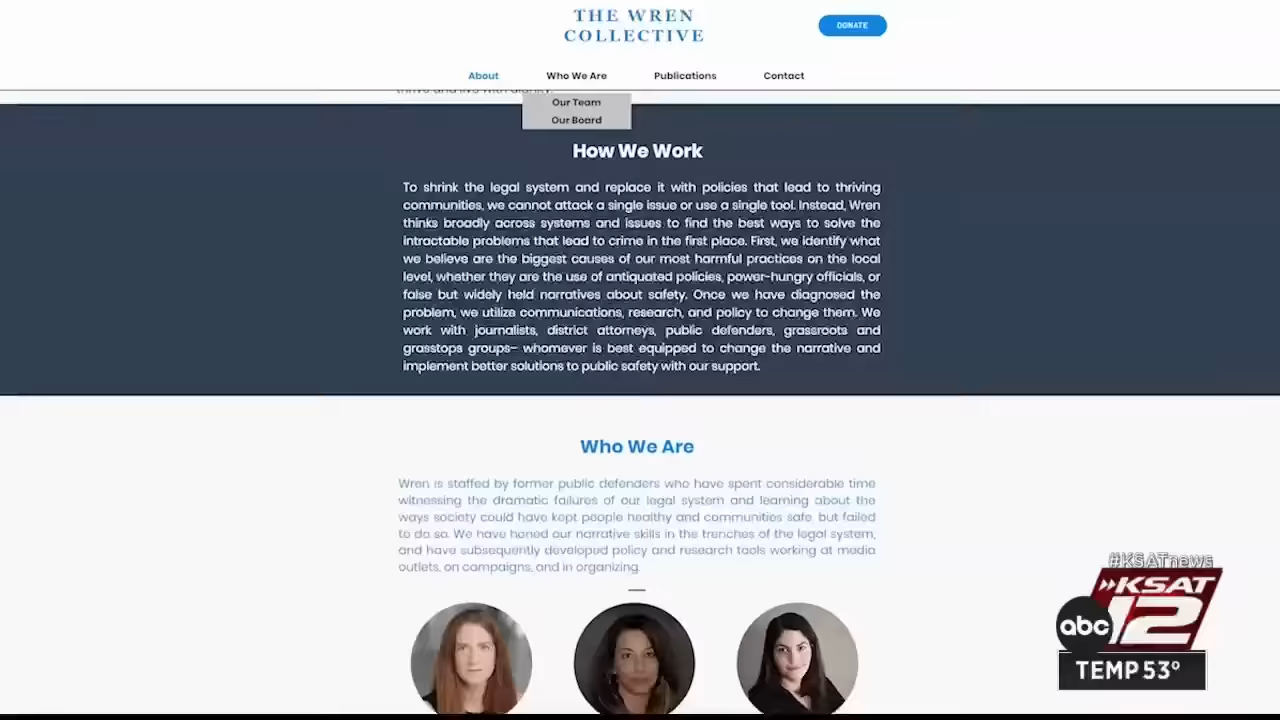 THE WREN
COLLECTIVE
DONATE
About
Who We Are
Publications
Contact
thrive and live with dignity.
Our Team
Our Board
How We Work
To shrink the legal system and replace it with policies that lead to thriving
communities, we cannot attack a single issue or use a single tool. Instead, Wren
thinks broadly across systems and issues to find the best ways to solve the
intractable problems that lead to crime in the first place. First, we identify what
we believe are the biggest causes of our most harmful practices on the local
level, whether they are the use of antiquated policies, power-hungry officials, or
false but widely held narratives about safety. Once we have diagnosed the
problem, we utilize communications, research, and policy to change them. We
work with journalists, district attorneys, public defenders, grassroots and
grasstops groups– whomever is best equipped to change the narrative and
implement better solutions to public safety with our support.
Who We Are
Wren is staffed by former public defenders who have spent considerable time
witnessing the dramatic failures of our legal system and learning about the
ways society could have kept people healthy and communities safe, but failed
to do so. We have honed our narrative skills in the trenches of the legal system,
and have subsequently developed policy and research tools working at media
outlets, on campaigns, and in organizing.
#KSATnews
KSAT
abc 12
TEMP 53°